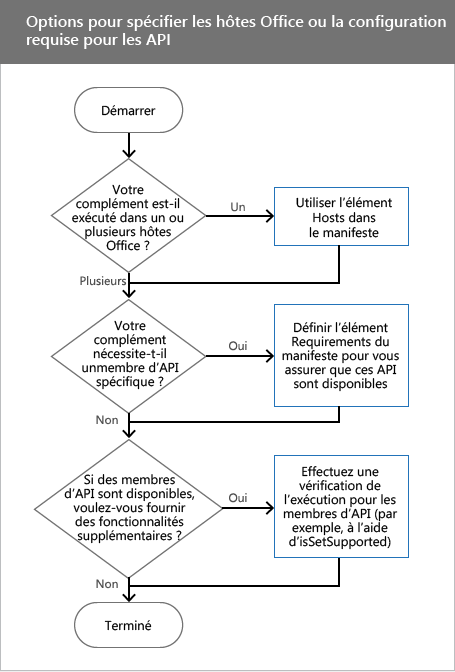 Options pour spécifier les hôtes Office ou la configuration
requise pour les API
Démarrer
Votre
complément est-il
exécuté dans un ou
plusieurs hôtes
Office ?
Un
Utiliser l'élément
Hosts dans
le manifeste
Plusieurs
Votre
complément
nécessite-t-il
unmembre d'API
spécifique ?
Oui
Définir l'élément
Requirements du
manifeste pour vous
assurer que ces API
sont disponibles
Non
Si des membres
d'API sont disponibles,
voulez-vous fournir
des fonctionnalités
supplémentaires ?
Oui
Effectuez une
vérification de
l'exécution pour les
membres d'API (par
exemple, à l'aide
d'isSetSupported)
Non
Terminé